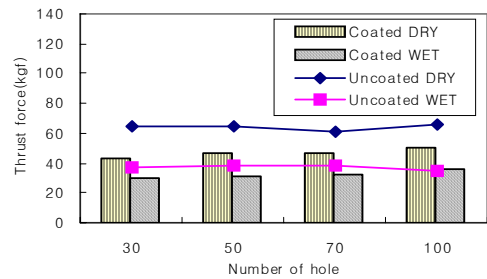 140
120
100
80
60
40
20
0
Thrust force(kgf)
Coated DRY
Coated WET
Uncoated DRY
Uncoated WET
30 50 70 100
Number of hole